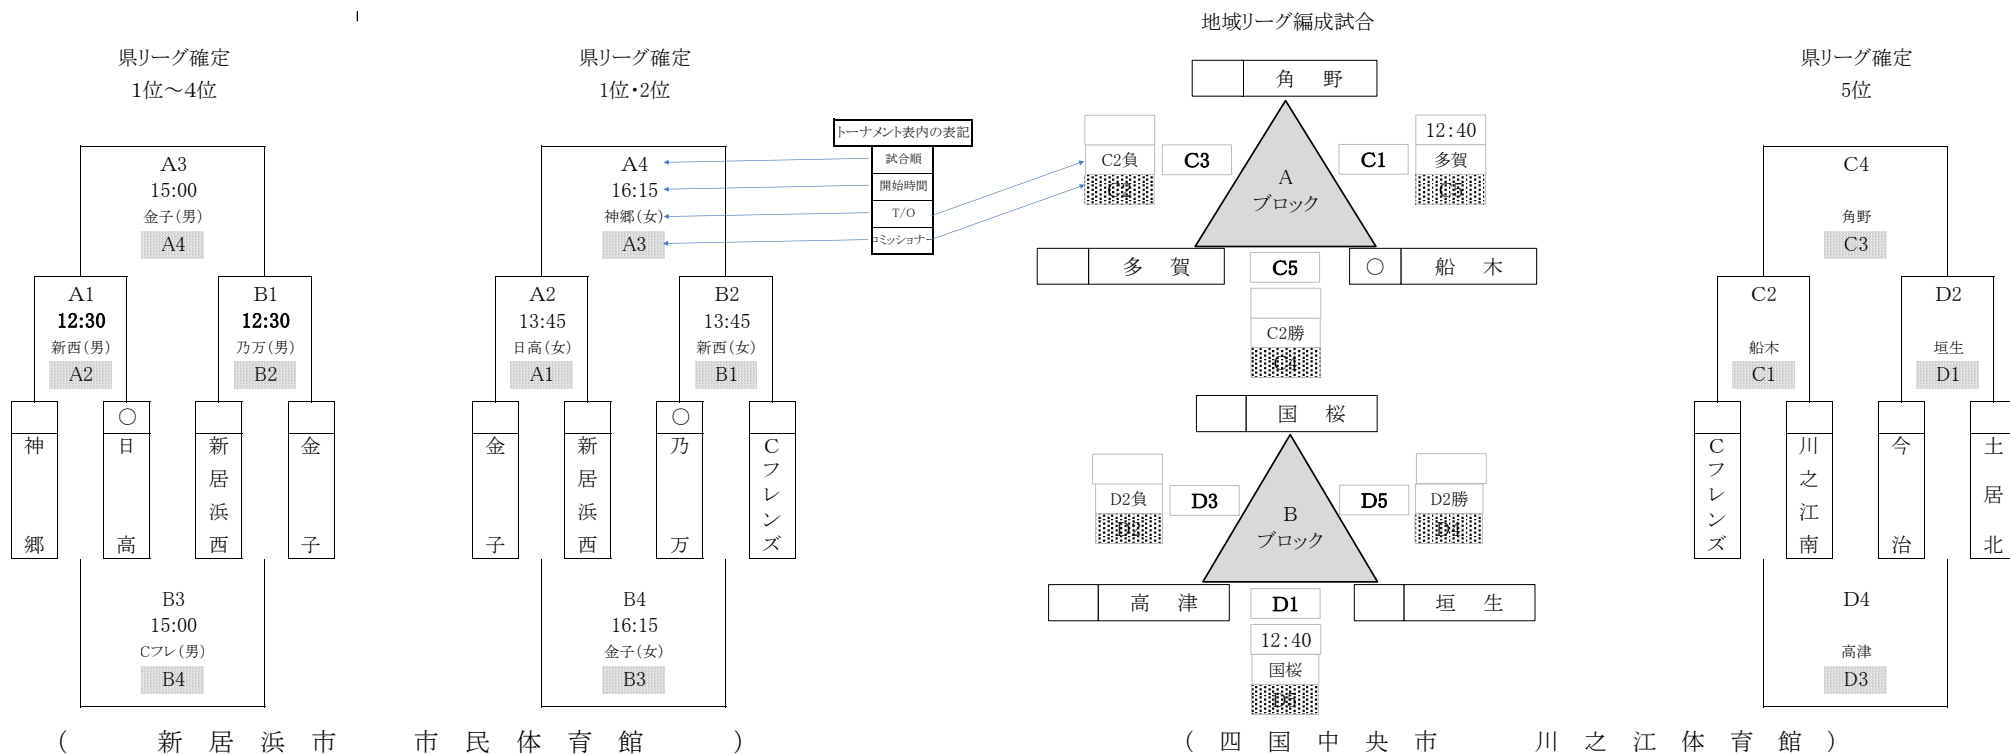 県リーグ確定
1位～4位
A3
15:00
金子（男）
A4
A1
12:30
新西（男）
A2
B1
12:30
乃万（男）
B2
神郷
○
日高
新居浜西
金子
B3
15:00
Cフレ（男）
B4
県リーグ確定
1位・2位
A4
16:15
神郷（女）
A3
A2
13:45
日高（女）
A1
B2
13:45
新西（女）
B1
金子
新居浜西
○
乃万
Cフレンズ
B4
16:15
金子（女）
B3
トーナメント表内の表記
試合順
開始時間
T/O
コミッショナー
（ 新居浜市 市民体育館 ）
地域リーグ編成試合
角野
C2負
C2
C3
A
ブロック
C1
12:40
多賀
C5
多賀
C5
○
船木
C2勝
C4
国桜
D2負
D2
D3
B
ブロック
D5
D2勝
D4
高津
D1
垣生
12:40
国桜
D5
県リーグ確定
5位
C4
角野
C3
C2
船木
C1
D2
垣生
D1
Cフレンズ
川之江南
今治
土居北
D4
高津
D3
（ 四国中央市 川之江体育館 ）